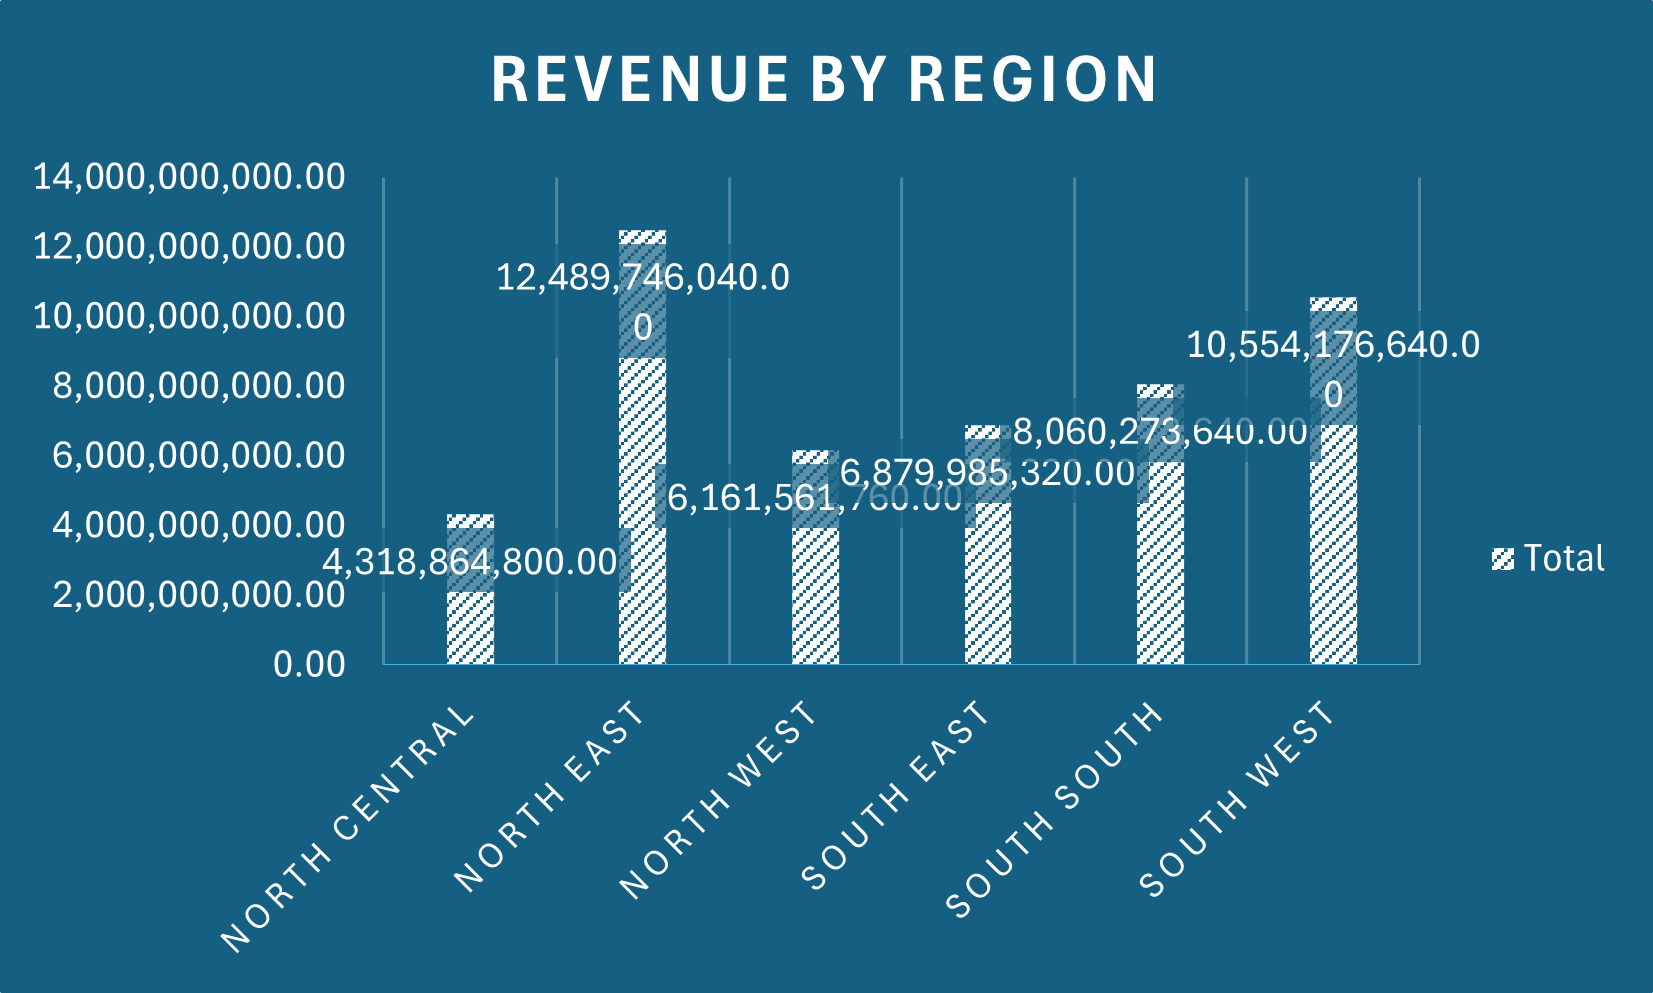 REVENUE BY REGION
14,000,000,000.00
12,000,000,000.00
10,000,000,000.00
8,000,000,000.00
6,000,000,000.00
4,000,000,000.00
2,000,000,000.00
0.00
4,318,864,800.00
12,489,746,040.0
0
6,161,561,760.00
6,879,985,320.00
8,060,273,640.00
10,554,176,640.0
0
NORTH CENTRAL
NORTH EAST
NORTH WEST
SOUTH EAST
SOUTH SOUTH
SOUTH WEST
Total